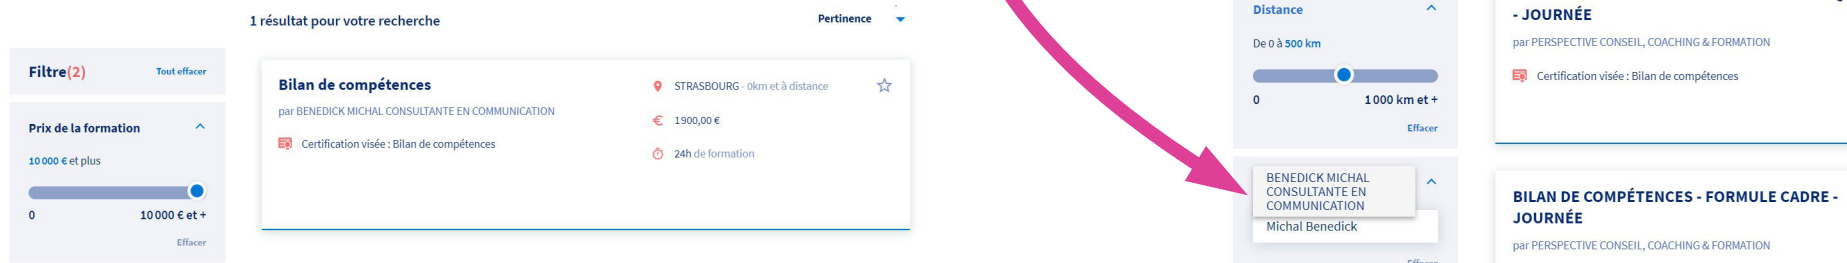 1 résultat pour votre recherche
Pertinence
Filtre(2)
Tout effacer
Prix de la formation
10 000 € et plus
0
10 000 € et +
Effacer
Bilan de compétences
par BENEDICK MICHAL CONSULTANTE EN COMMUNICATION
Certification visée : Bilan de compétences
STRASBOURG - 0km et à distance
1 900,00 €
24h de formation
Distance
De 0 à 500 km
0
1 000 km et +
Effacer
BENEDICK MICHAL
CONSULTANTE EN
COMMUNICATION
Michal Benedick
- JOURNÉE
par PERSPECTIVE CONSEIL, COACHING & FORMATION
Certification visée : Bilan de compétences
BILAN DE COMPÉTENCES - FORMULE CADRE -
JOURNÉE
par PERSPECTIVE CONSEIL, COACHING & FORMATION